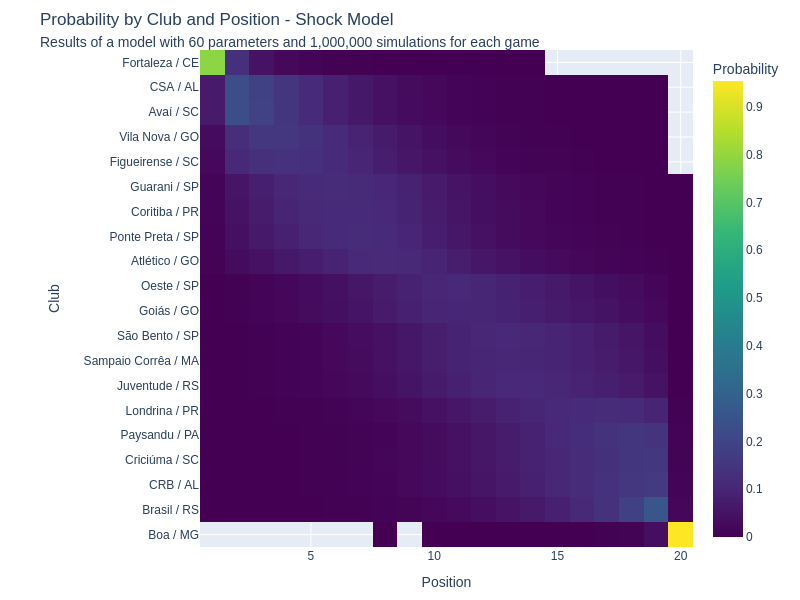 Probability by Club and Position - Shock Model
Results of a model with 60 parameters and 1,000,000 simulations for each game
Probability
Fortaleza / CE
CSA / AL
Avaí / SC
Vila Nova / GO
Figueirense / SC
Guarani / SP
Coritiba / PR
Ponte Preta / SP
Atlético / GO
Oeste / SP
Goiás / GO
São Bento / SP
Sampaio Corrêa / MA
Juventude / RS
Londrina / PR
Paysandu / PA
Criciúma / SC
CRB / AL
Brasil / RS
Boa / MG
Club
5
10
15
20
Position
0.9
0.8
0.7
0.6
0.5
0.4
0.3
0.2
0.1
0